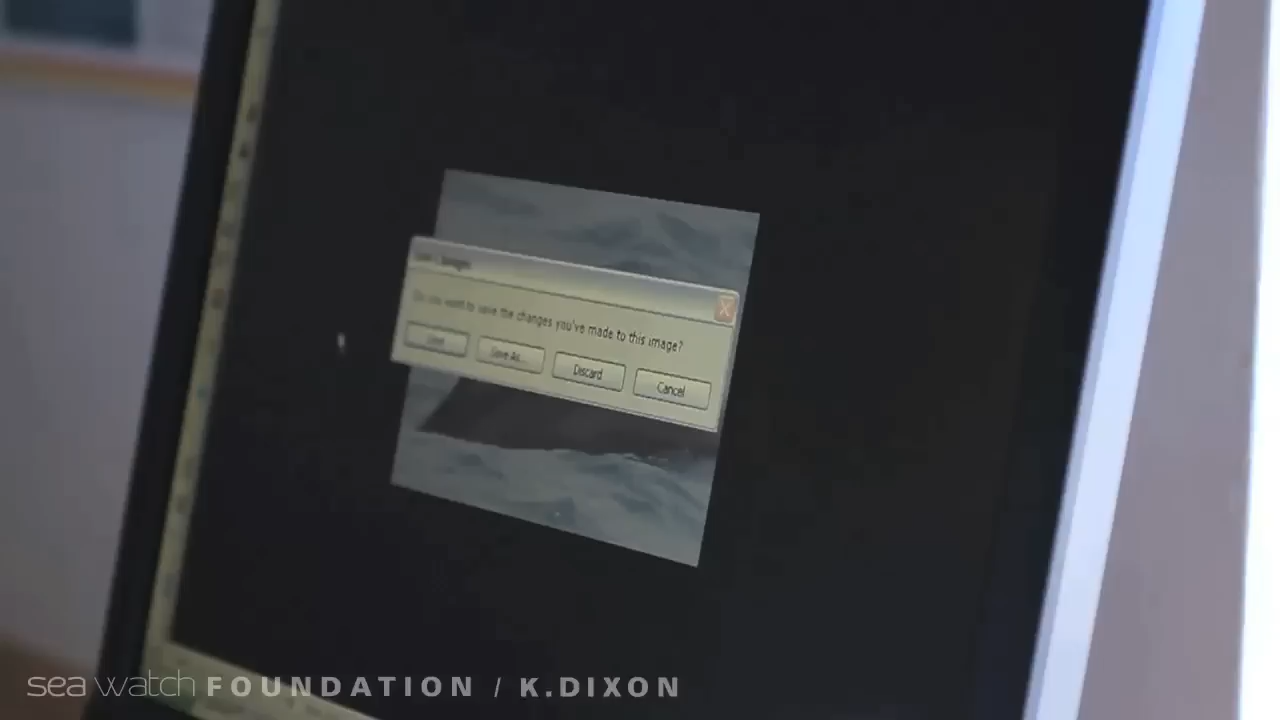 Do you want to save the changes you've made to this image?
Save As...
Discard
Cancel
sea watch FOUNDATION / K.DIXON